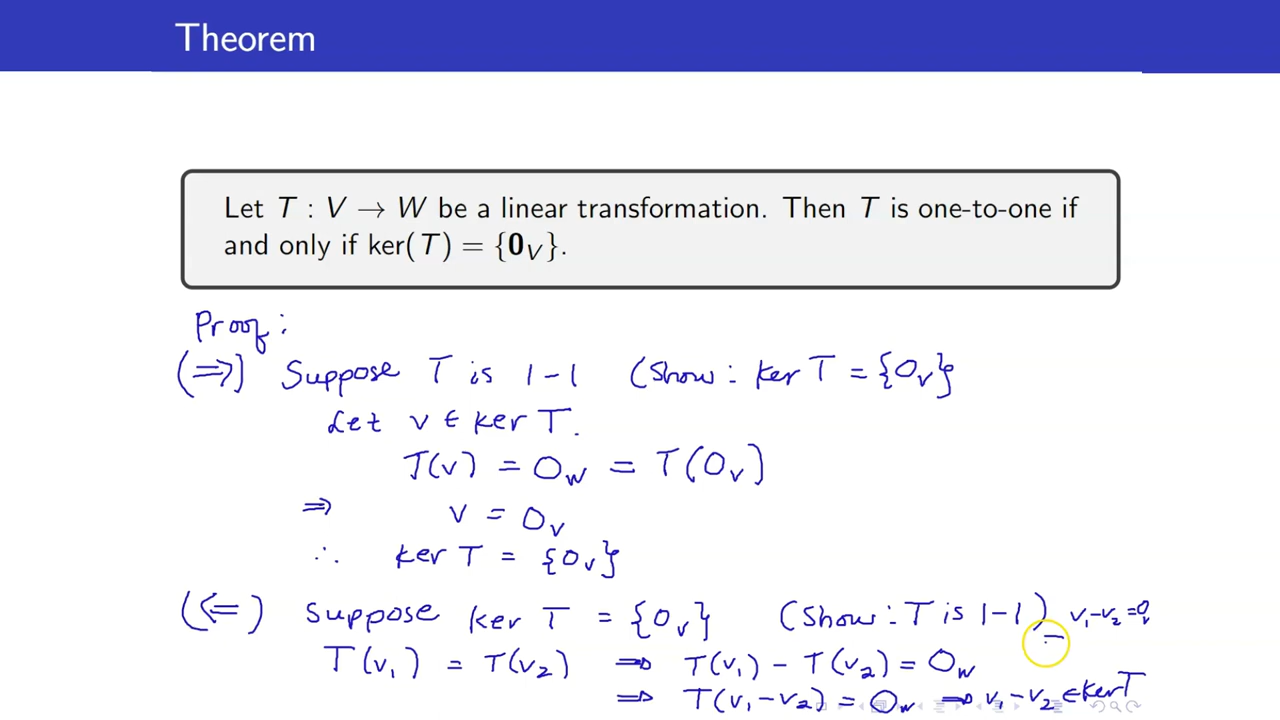 Theorem
Let T : V → W be a linear transformation. Then T is one-to-one if
and only if ker(T) = {0_V}.
Proof:
(⇒) Suppose T is 1-1 (Show: ker T = {0_V}
Let v ∈ ker T.
T(v) = 0_W = T(0_V)
⇒ v = 0_V
∴ ker T = {0_V}
(⇐) Suppose ker T = {0_V} (Show: T is 1-1) v₁-v₂=0_V
T(v₁) = T(v₂) ⇒ T(v₁) - T(v₂) = 0_W
⇒ T(v₁-v₂) = 0_W ⇒ v₁-v₂ ∈ ker T